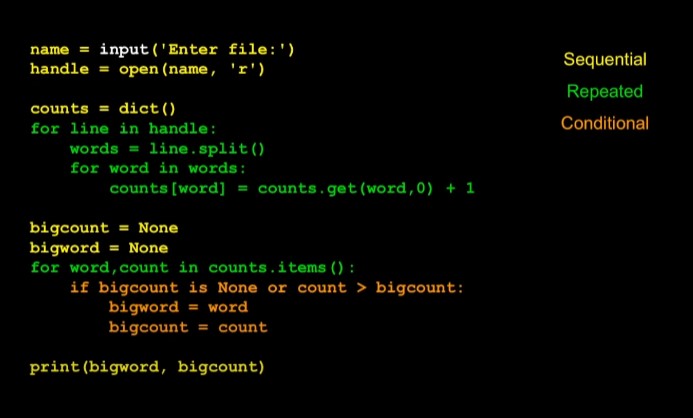 name = input('Enter file:')
handle = open(name, 'r')
counts = dict()
for line in handle:
    words = line.split()
    for word in words:
        counts[word] = counts.get(word,0) + 1
bigcount = None
bigword = None
for word,count in counts.items():
    if bigcount is None or count > bigcount:
        bigword = word
        bigcount = count
print(bigword, bigcount)
Sequential
Repeated
Conditional